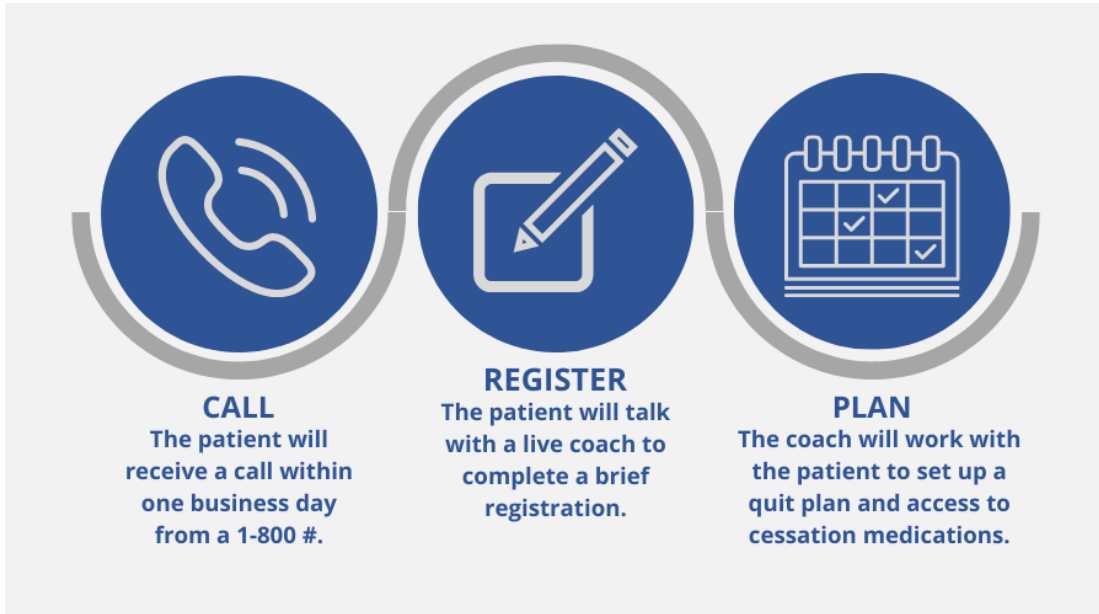 CALL
The patient will
receive a call within
one business day
from a 1-800 #.
REGISTER
The patient will talk
with a live coach to
complete a brief
registration.
PLAN
The coach will work with
the patient to set up a
quit plan and access to
cessation medications.